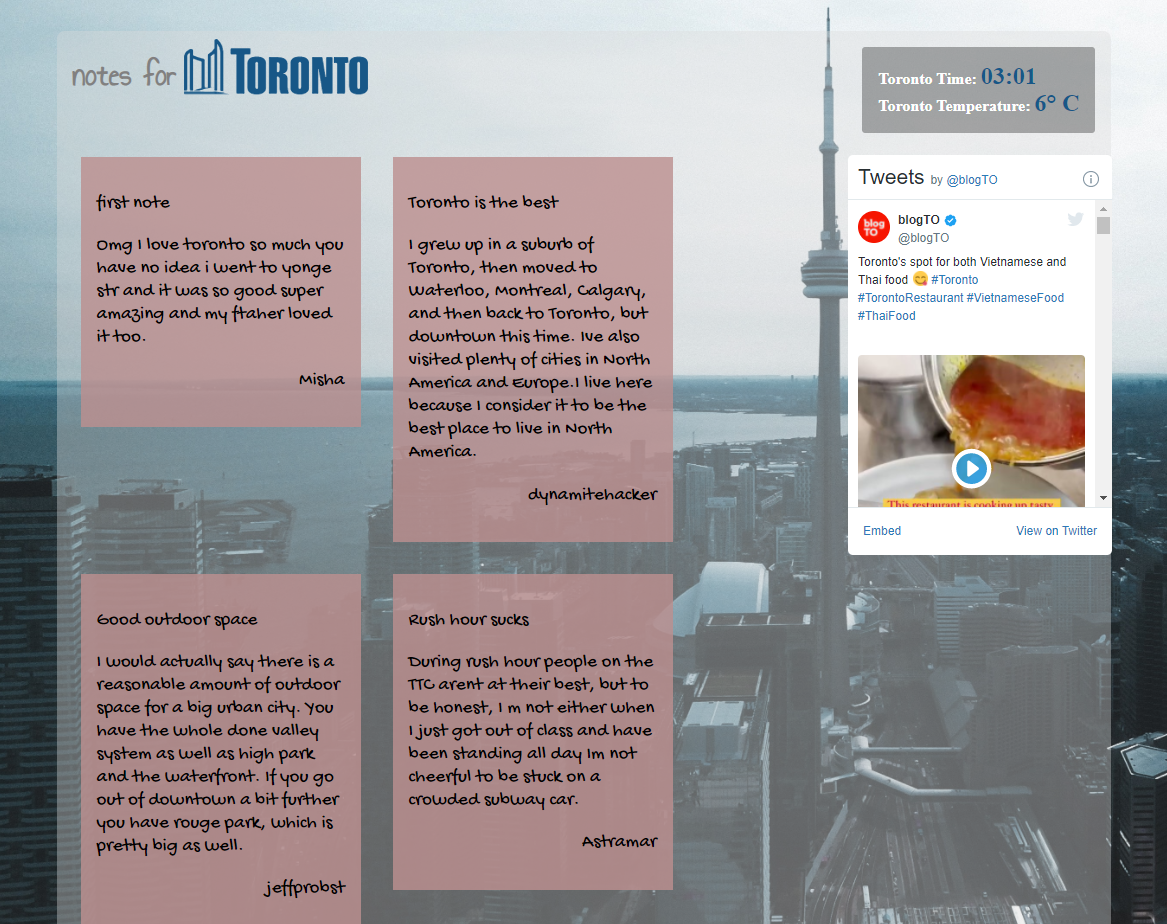 notes for TORONTO
Toronto Time: 03:01
Toronto Temperature: 6° C
first note
Omg I love toronto so much you
have no idea i went to yonge
str and it was so good super
amazing and my ftaher loved
it too.
Misha
Toronto is the best
I grew up in a suburb of
Toronto, then moved to
Waterloo, Montreal, Calgary,
and then back to Toronto, but
downtown this time. Ive also
visited plenty of cities in North
America and Europe.I live here
because I consider it to be the
best place to live in North
America.
dynamitehacker
Tweets by @blogTO
blog
TO
blogTO
@blogTO
Toronto's spot for both Vietnamese and
Thai food 😋 #Toronto
#TorontoRestaurant #VietnameseFood
#ThaiFood
This restaurant is cooking up tasty
Embed
View on Twitter
Good outdoor space
I would actually say there is a
reasonable amount of outdoor
space for a big urban city. You
have the whole done valley
system as well as high park
and the waterfront. If you go
out of downtown a bit further
you have rouge park, which is
pretty big as well.
jeffprobst
Rush hour sucks
During rush hour people on the
TTC arent at their best, but to
be honest, I m not either when
I just got out of class and have
been standing all day Im not
cheerful to be stuck on a
crowded subway car.
Astramar